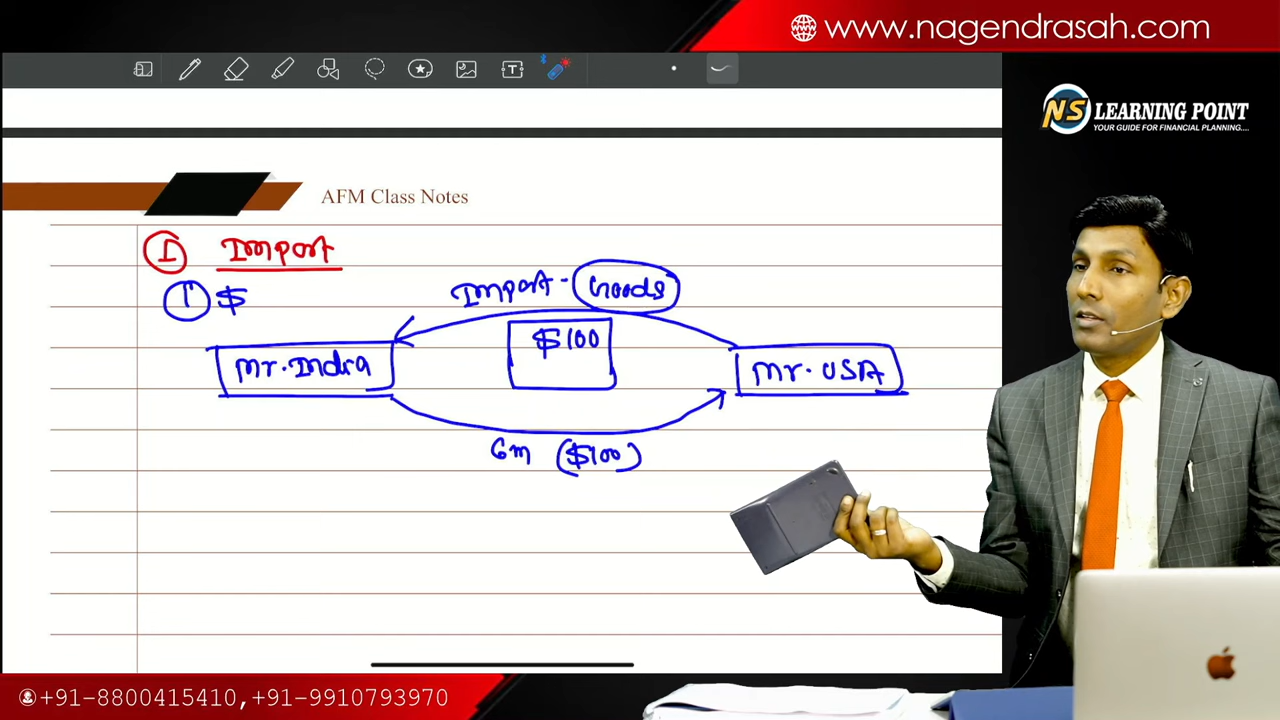 www.nagendrasah.com
NS LEARNING POINT
YOUR GUIDE FOR FINANCIAL PLANNING....
AFM Class Notes
I Import
1 $
Import - Goods
$100
Mr. India
Mr. USA
6m ($100)
+91-8800415410,+91-9910793970